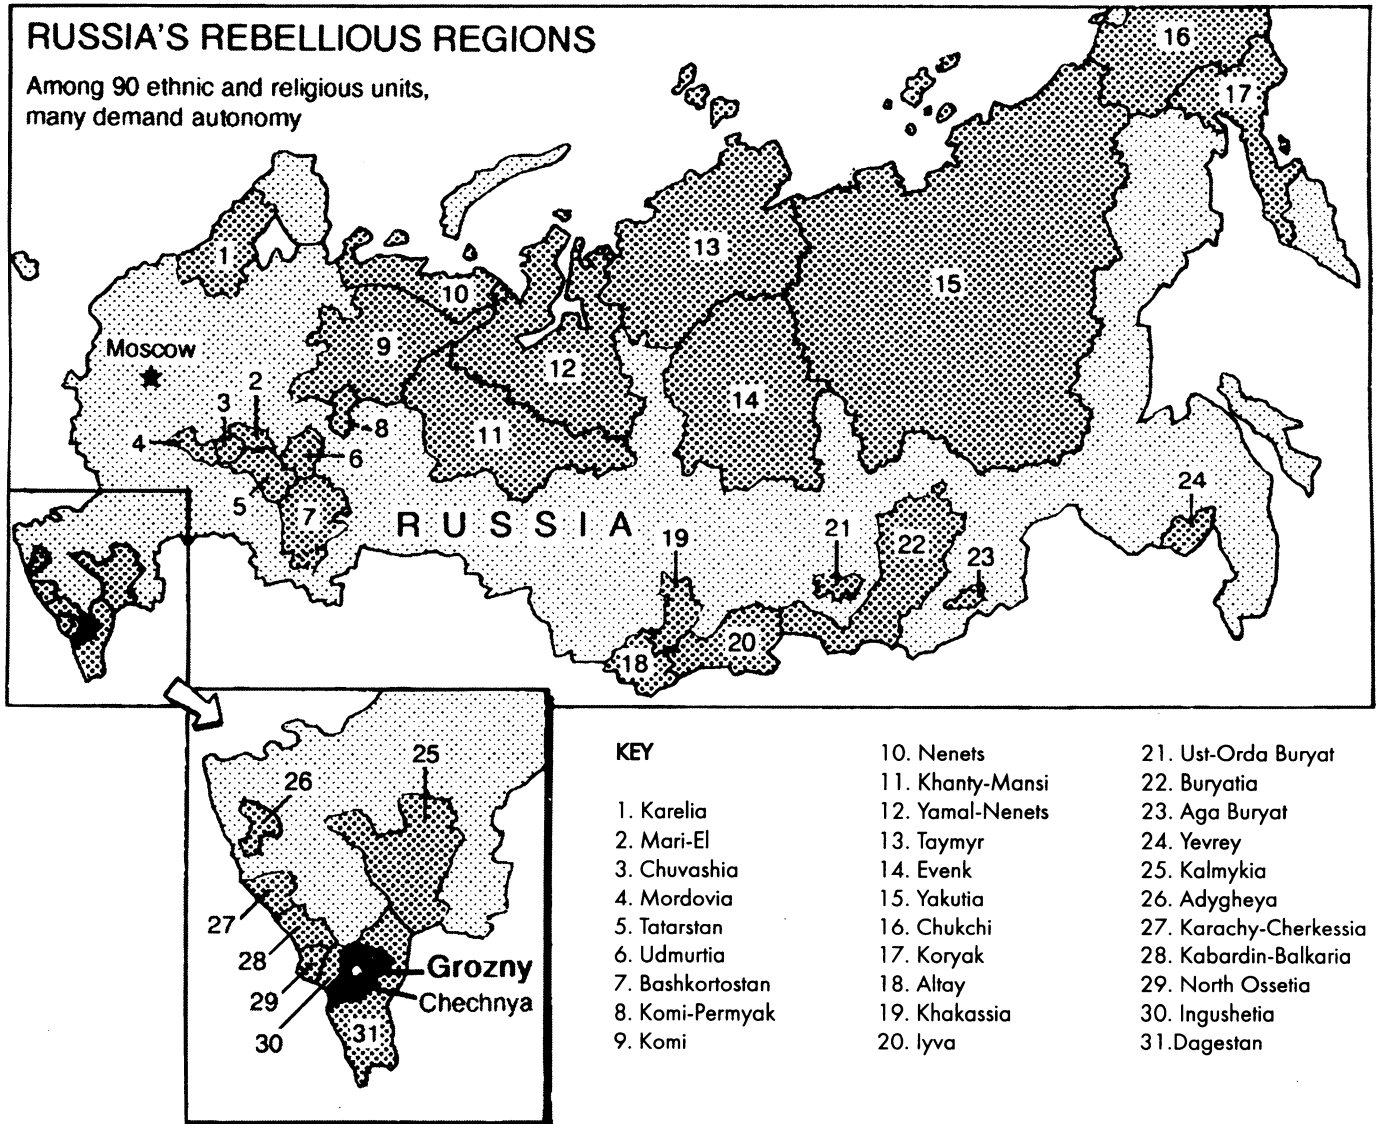 RUSSIA'S REBELLIOUS REGIONS
Among 90 ethnic and religious units,
many demand autonomy
16
17
1
13
15
10
Moscow
9
12
2
3
14
4
8
11
6
5
7
RUSSIA
24
19
21
22
23
20
18
25
26
27
28
Grozny
29
Chechnya
30
31
KEY
1. Karelia
2. Mari-El
3. Chuvashia
4. Mordovia
5. Tatarstan
6. Udmurtia
7. Bashkortostan
8. Komi-Permyak
9. Komi
10. Nenets
11. Khanty-Mansi
12. Yamal-Nenets
13. Taymyr
14. Evenk
15. Yakutia
16. Chukchi
17. Koryak
18. Altay
19. Khakassia
20. Iyva
21. Ust-Orda Buryat
22. Buryatia
23. Aga Buryat
24. Yevrey
25. Kalmykia
26. Adygheya
27. Karachy-Cherkessia
28. Kabardin-Balkaria
29. North Ossetia
30. Ingushetia
31.Dagestan